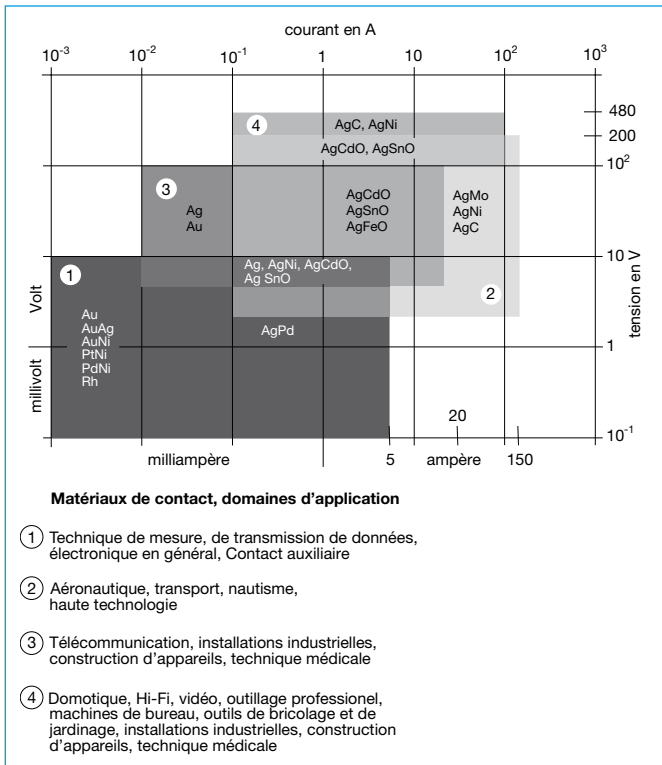 courant en A
10-3 10-2 10-1 1 10 102 103
480
4 AgC, AgNi
200
AgCdO, AgSnO
102
3
Ag
Au
AgCdO
AgSnO
AgFeO
AgMo
AgNi
AgC
10 V
1
Ag, AgNi, AgCdO,
Ag SnO
2
Volt
tension en V
Au
AuAg
AuNi
PtNi
PdNi
Rh
AgPd
1
millivolt
20
10-1
milliampère 5 ampère 150
Matériaux de contact, domaines d'application
1 Technique de mesure, de transmission de données,
électronique en général, Contact auxiliaire
2 Aéronautique, transport, nautisme,
haute technologie
3 Télécommunication, installations industrielles,
construction d'appareils, technique médicale
4 Domotique, Hi-Fi, vidéo, outillage professionel,
machines de bureau, outils de bricolage et de
jardinage, installations industrielles, construction
d'appareils, technique médicale